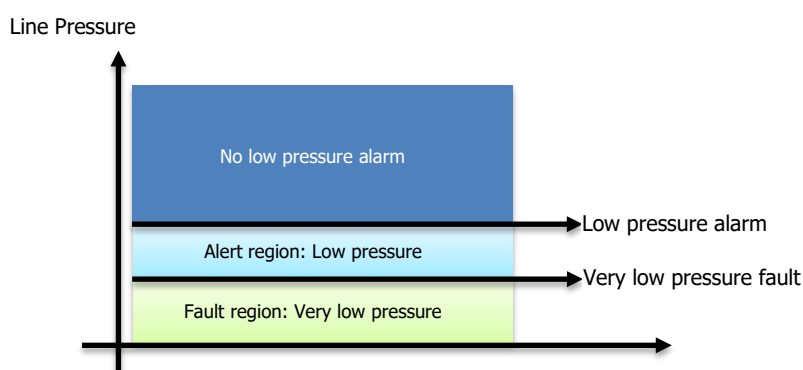 Line Pressure
No low pressure alarm
Low pressure alarm
Alert region: Low pressure
Very low pressure fault
Fault region: Very low pressure